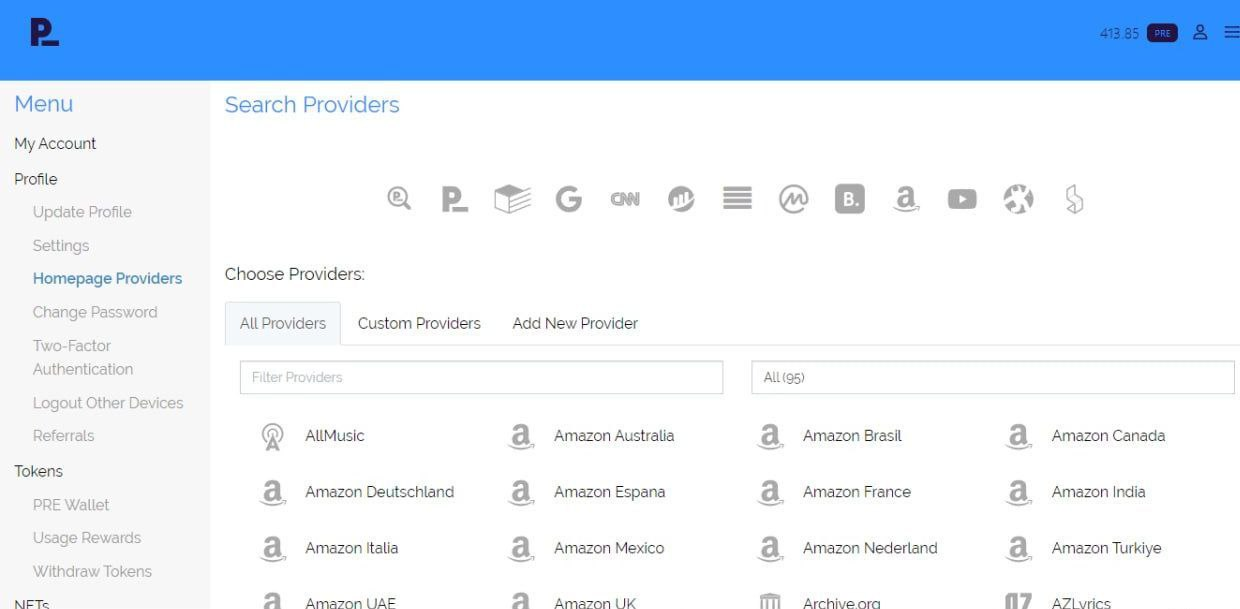 P_
413.85 PRE
Menu
My Account
Profile
Update Profile
Settings
Homepage Providers
Change Password
Two-Factor
Authentication
Logout Other Devices
Referrals
Tokens
PRE Wallet
Usage Rewards
Withdraw Tokens
NFTs
Search Providers
P_ G CNN B. a
Choose Providers:
All Providers Custom Providers Add New Provider
Filter Providers All (95)
AllMusic Amazon Australia Amazon Brasil Amazon Canada
Amazon Deutschland Amazon Espana Amazon France Amazon India
Amazon Italia Amazon Mexico Amazon Nederland Amazon Turkiye
Amazon UAE Amazon UK Archive.org AZLyrics